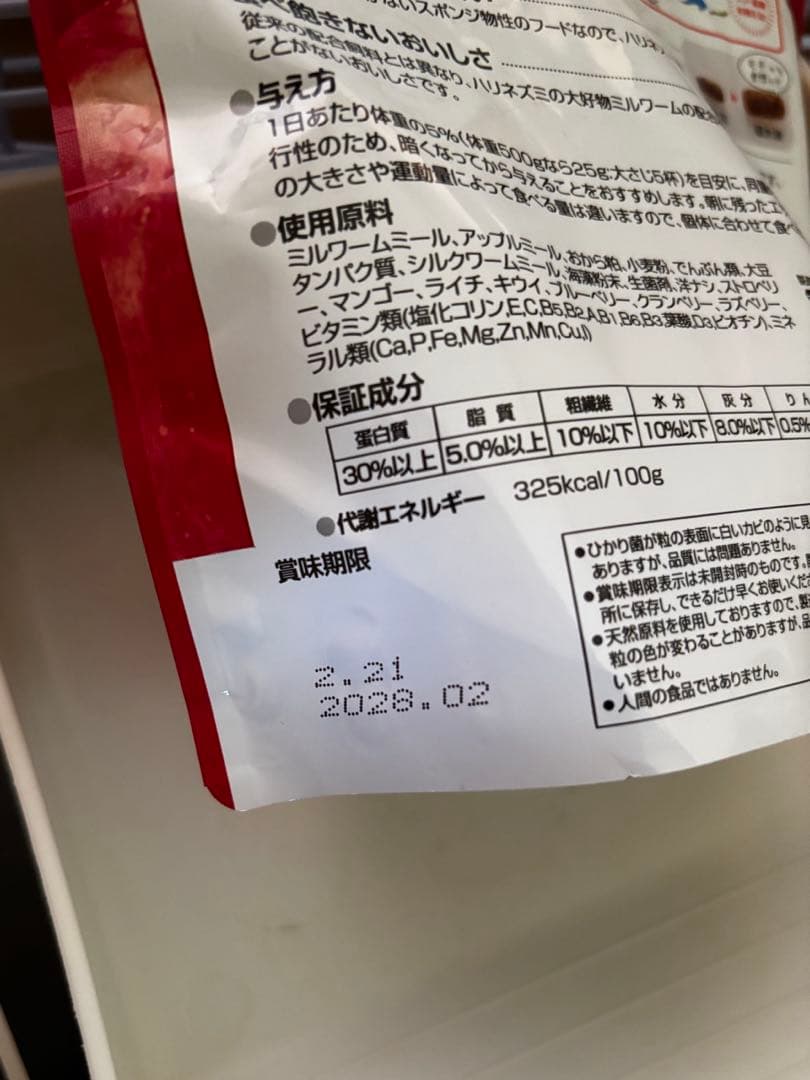 食べ飽きないおいしさ
スポンジ物性のフードなので、ハリネ
従来の配合飼料とは異なり、ハリネズミの大好物ミルワームの配合
ことがないおいしさです。
●与え方
1日あたり体重の5%(体重500gなら25g:大さじ5杯)を目安に、
行性のため、暗くなってから与えることをおすすめします。朝に残ったエ
の大きさや運動量によって食べる量は違いますので、個体に合わせて食べ
●使用原料
ミルワームミール、アップルミール、おから粕、小麦粉、でんぷん類、大豆
タンパク質、シルクワームミール、海藻粉末、生菌剤、洋ナシ、ストロベリ
ー、マンゴー、ライチ、キウイ、ブルーベリー、クランベリー、ラズベリー、
ビタミン類(塩化コリン,E,C,B5,B2,A,B1,B6,B3,葉酸,D3,ビオチン)、ミネ
ラル類(Ca,P,Fe,Mg,Zn,Mn,Cu,I)
●保証成分
蛋白質 脂質 粗繊維 水分 灰分 りん
30%以上 5.0%以上 10%以下 10%以下 8.0%以下 0.5%
●代謝エネルギー 325kcal/100g
賞味期限
2.21
2028.02
●ひかり菌が粒の表面に白いカビのように見
ありますが、品質には問題ありません。
●賞味期限表示は未開封時のものです。
所に保存し、できるだけ早くお使いくだ
●天然原料を使用しておりますので、製
粒の色が変わることがありますが、品
いません。
●人間の食品ではありません。